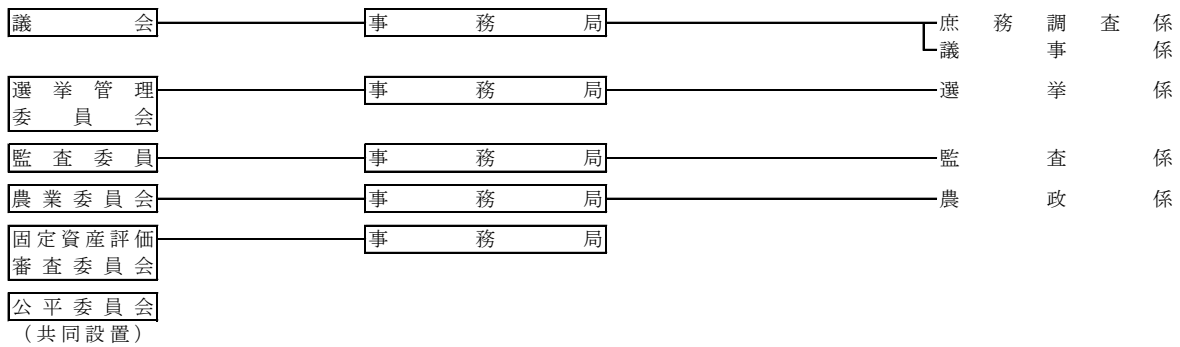 議会 事務局 庶務調査係
議事係
選挙管理 事務局 選挙係
委員会
監査委員 事務局 監査係
農業委員会 事務局 農政係
固定資産評価 事務局
審査委員会
公平委員会
（共同設置）